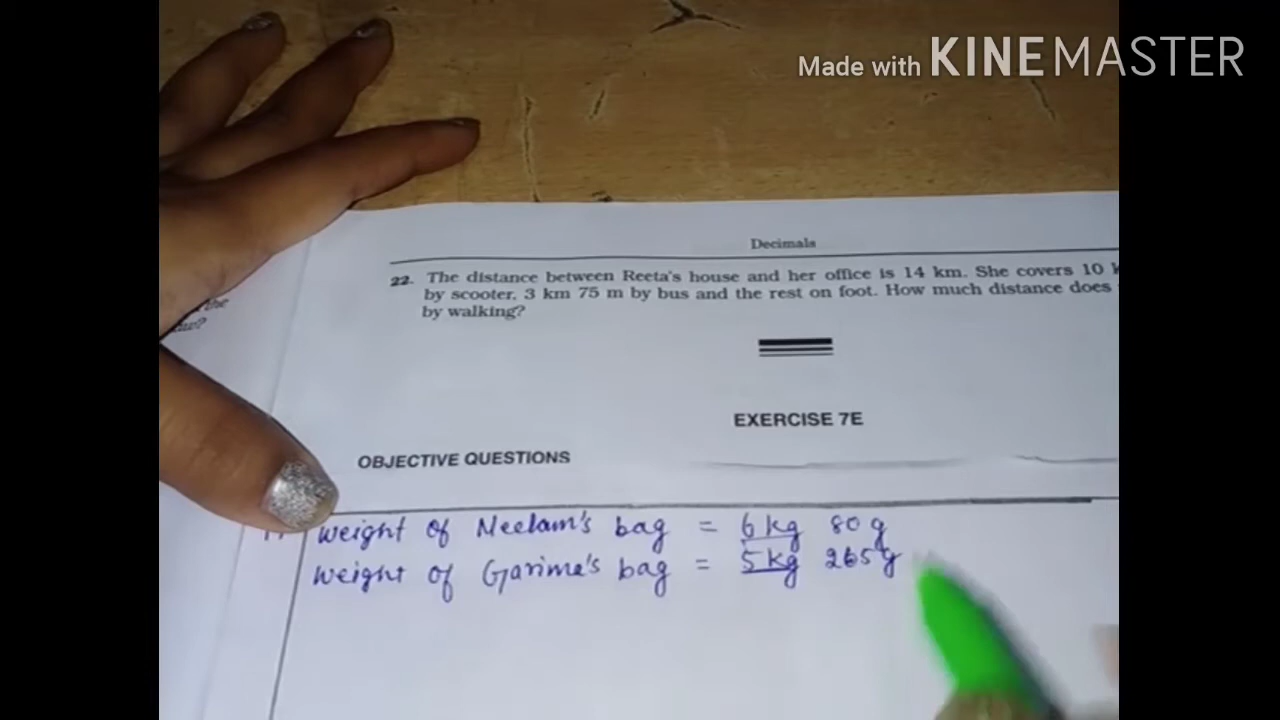 Made with KINEMASTER
Decimals
22. The distance between Reeta's house and her office is 14 km. She covers 10
by scooter, 3 km 75 m by bus and the rest on foot. How much distance does
by walking?
EXERCISE 7E
OBJECTIVE QUESTIONS
Weight of Neelam's bag = 6 kg 80 g
Weight of Garima's bag = 5 kg 265 g